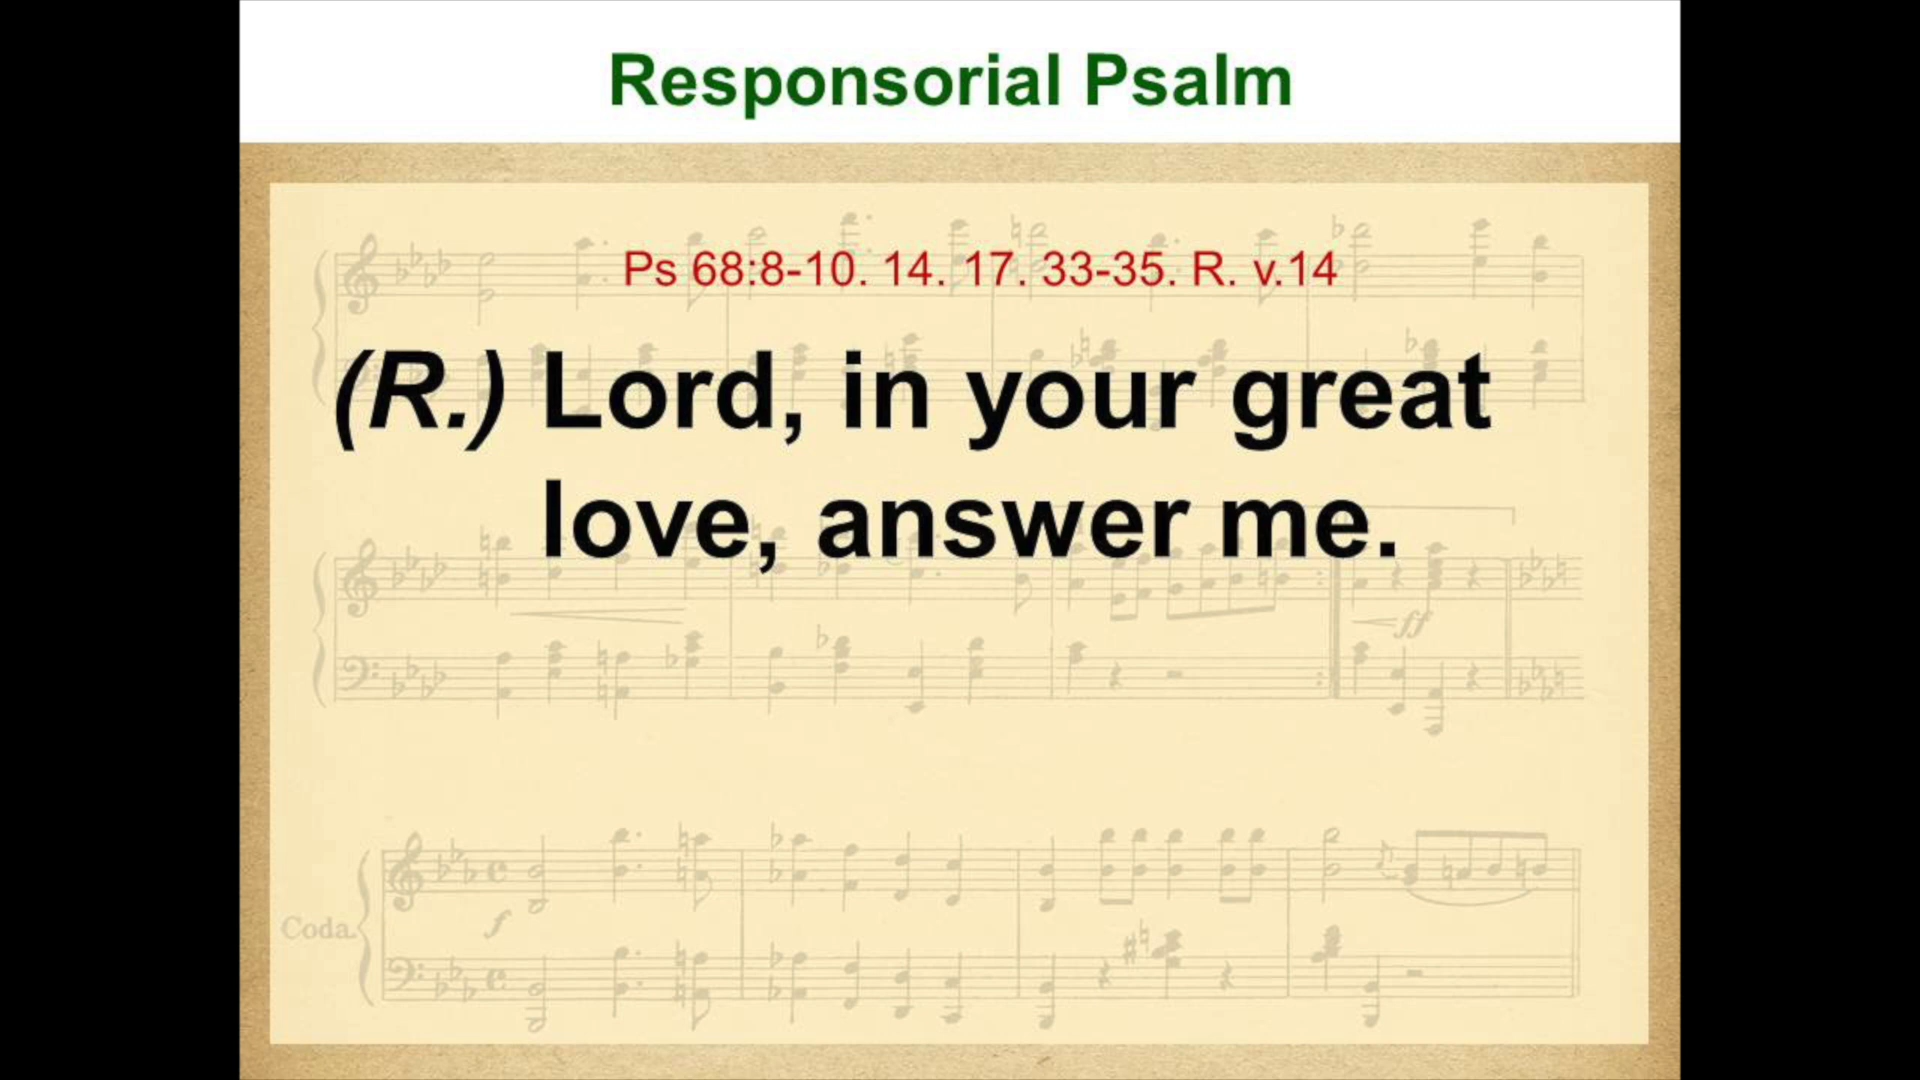 Responsorial Psalm
Ps 68:8-10. 14. 17. 33-35. R. v.14
(R.) Lord, in your great
love, answer me.
ff
Coda.
f